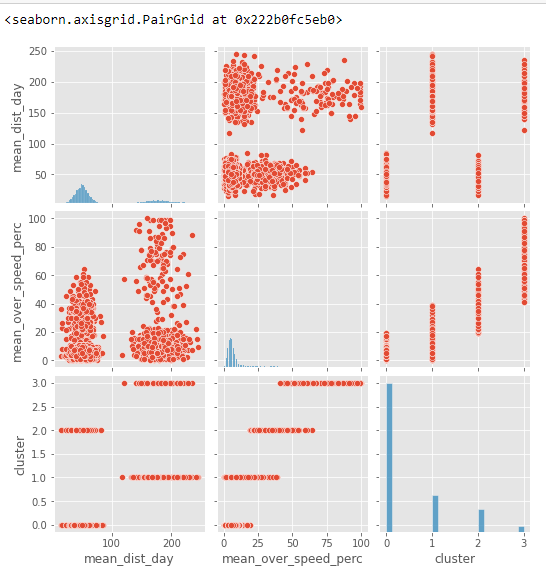 <seaborn.axisgrid.PairGrid at 0x222b0fc5eb0>
mean_dist_day
250
200
150
100
50
mean_over_speed_perc
100
80
60
40
20
0
cluster
3.0
2.5
2.0
1.5
1.0
0.5
0.0
100 200
mean_dist_day
0 25 50 75 100
mean_over_speed_perc
0 1 2 3
cluster